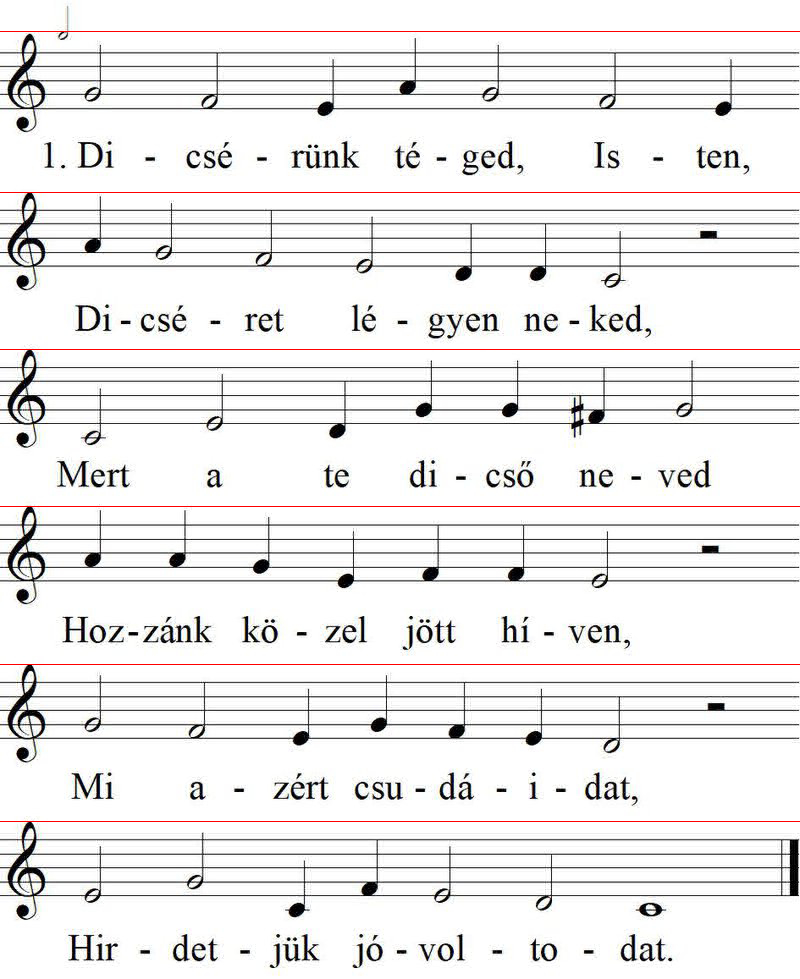 1. Di - csé - rünk té - ged, Is - ten,
Di - csé - ret lé - gyen ne - ked,
Mert a te di - cső ne - ved
Hoz - zánk kö - zel jött hí - ven,
Mi a - zért csu - dá - i - dat,
Hir - det - jük jó - vol - to - dat.